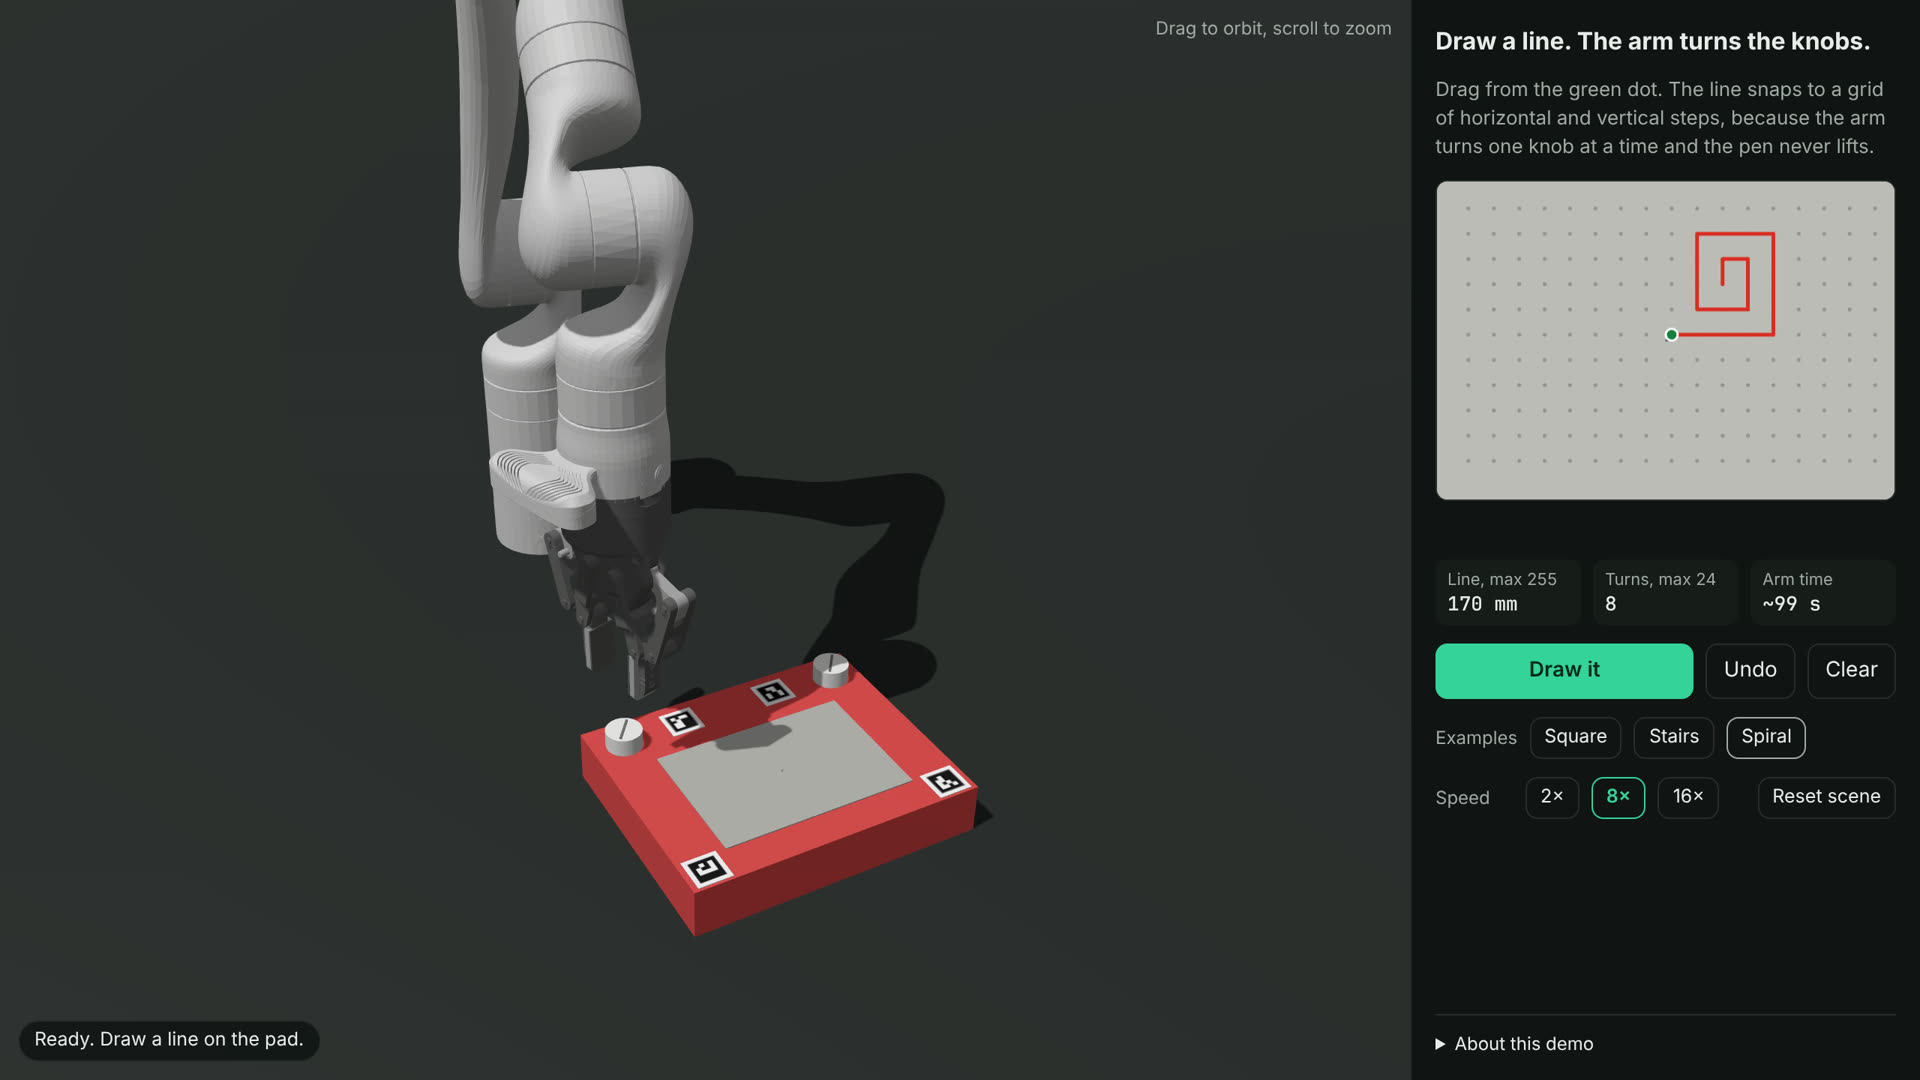 Drag to orbit, scroll to zoom
Draw a line. The arm turns the knobs.
Drag from the green dot. The line snaps to a grid
of horizontal and vertical steps, because the arm
turns one knob at a time and the pen never lifts.
Line, max 255
170 mm
Turns, max 24
8
Arm time
~99 s
Draw it
Undo
Clear
Examples
Square
Stairs
Spiral
Speed
2×
8×
16×
Reset scene
About this demo
Ready. Draw a line on the pad.